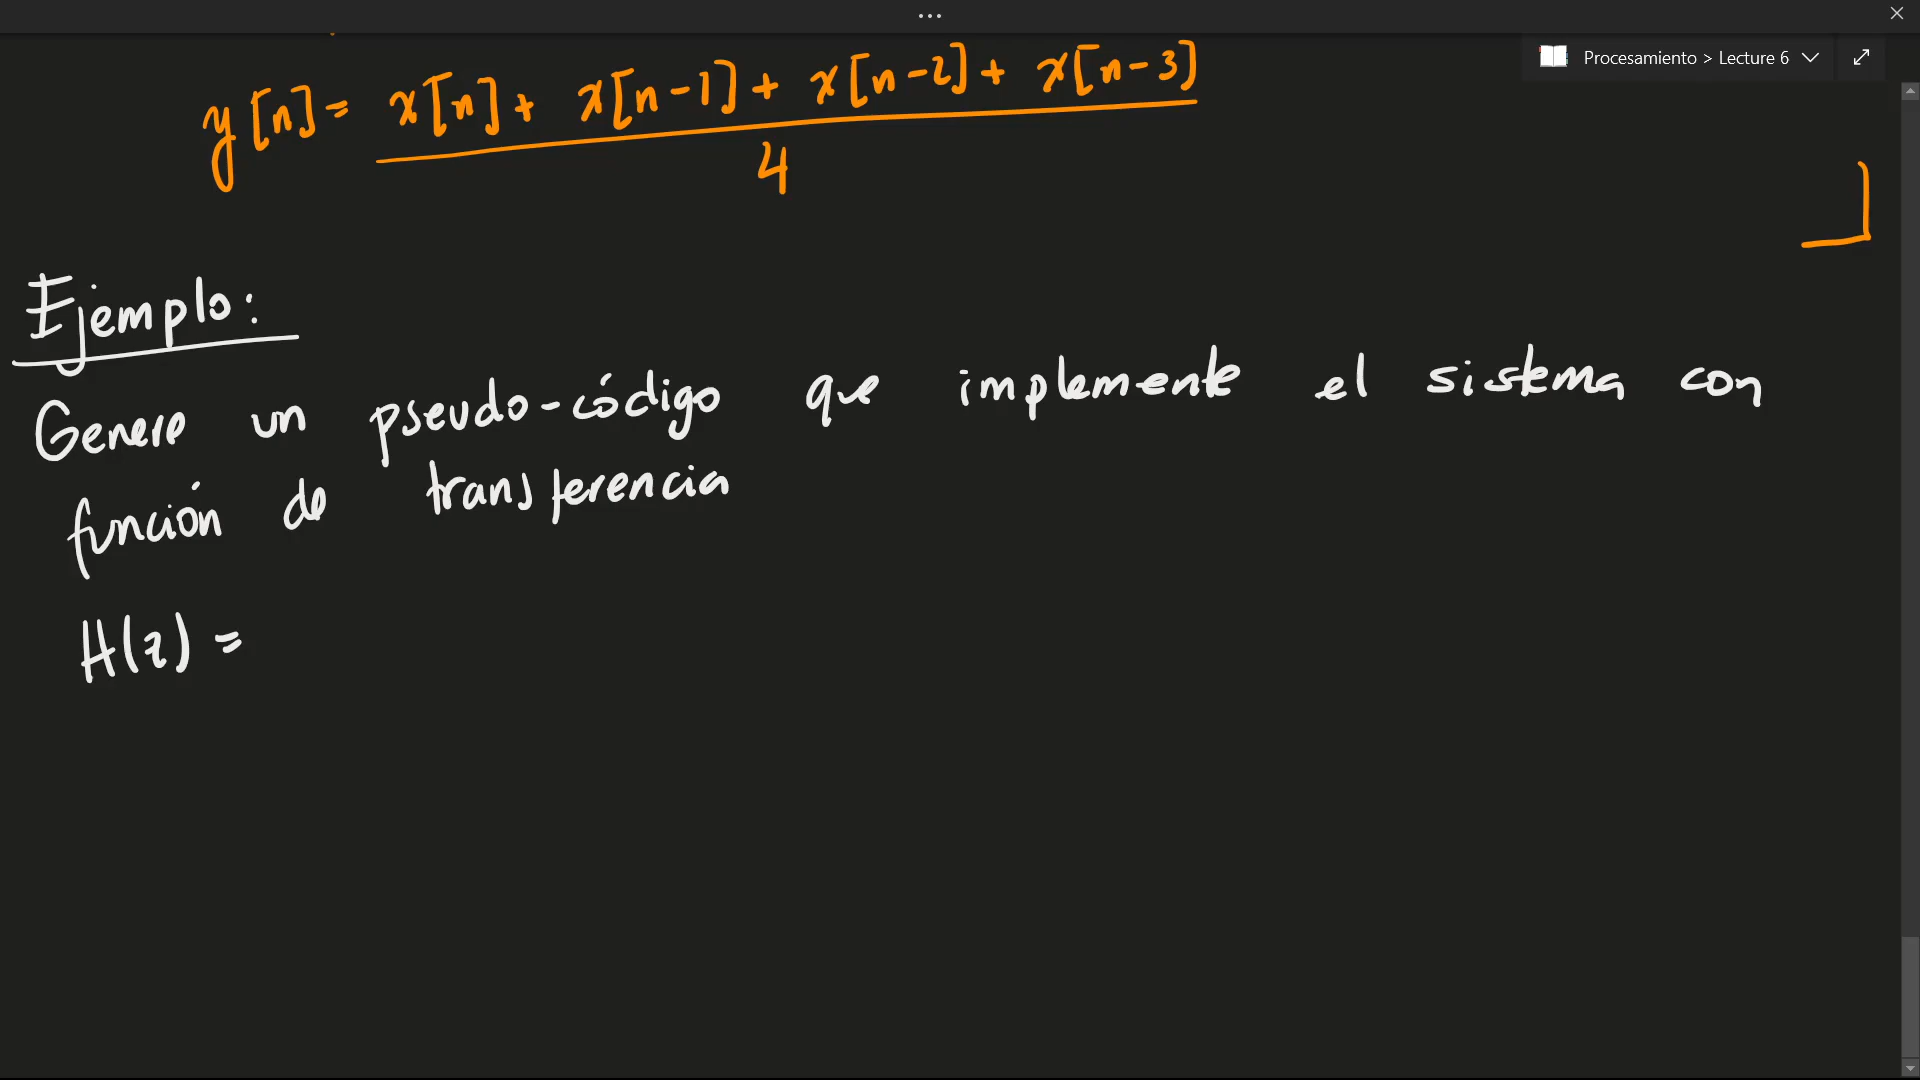 Procesamiento > Lecture 6
y[n] = x[n] + x[n-1] + x[n-2] + x[n-3]
4
Ejemplo:
Genere un pseudo-código que implemente el sistema con
función de transferencia
H(z) =